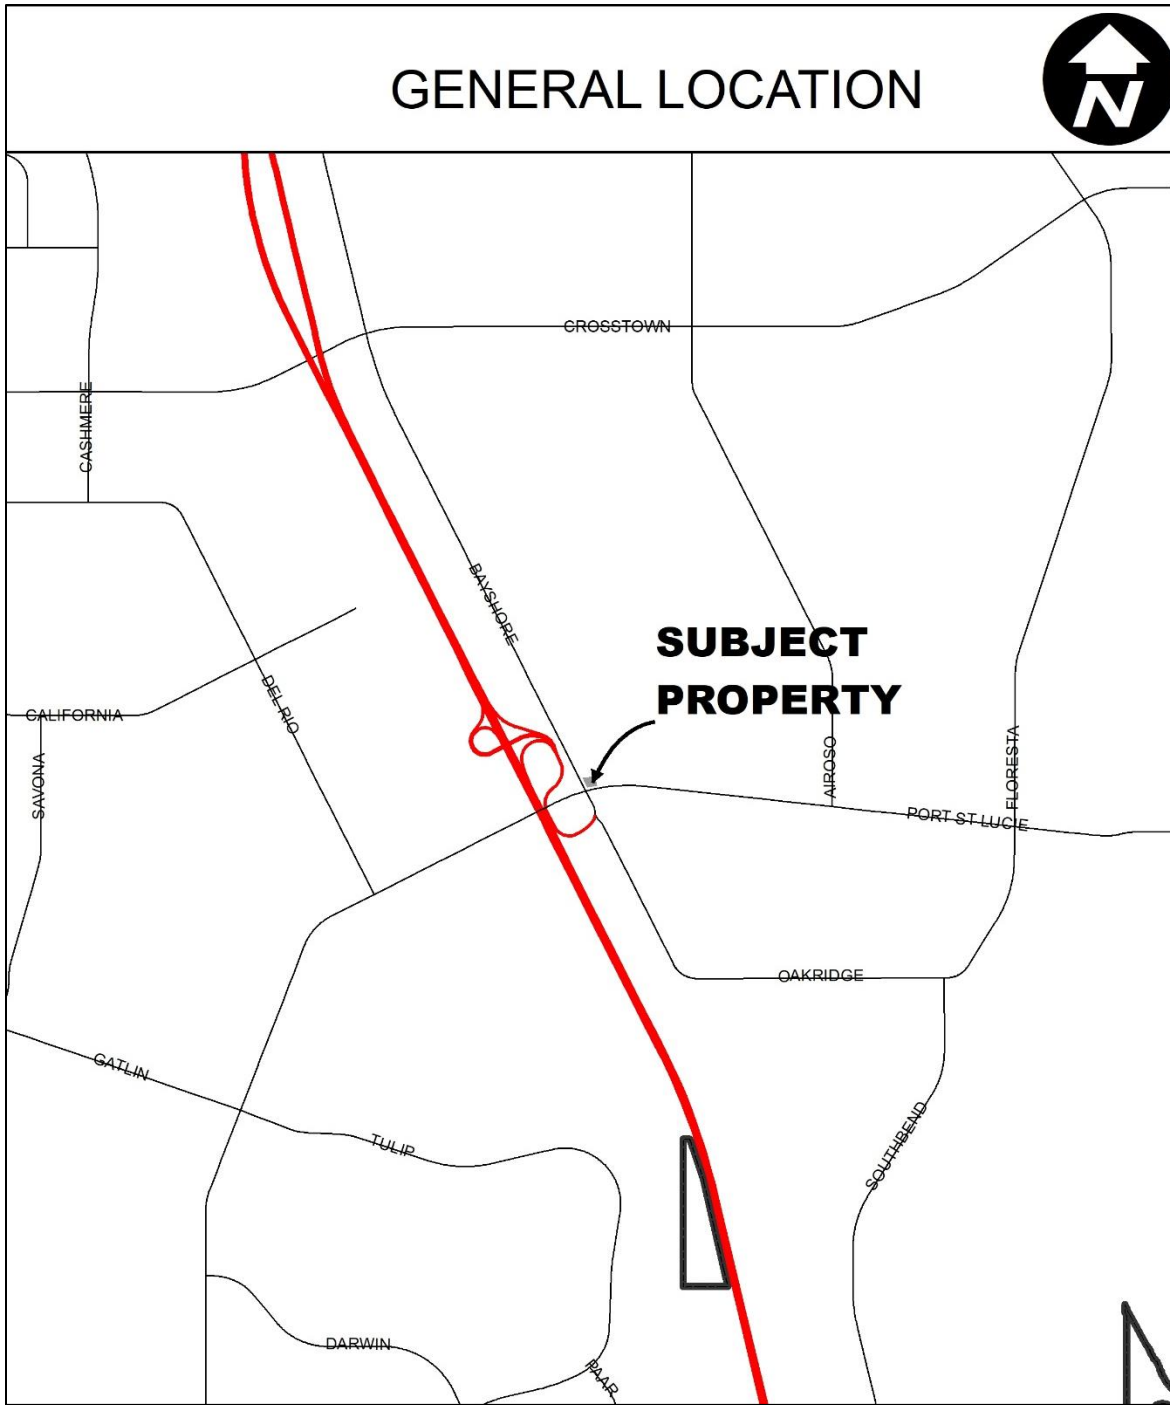 GENERAL LOCATION
N
CROSSTOWN
CASHMERE
BAYSHORE
SUBJECT
PROPERTY
DEL RIO
CALIFORNIA
SAVONA
AIROSO
FLORESTA
PORT ST LUCIE
OAKRIDGE
GATLIN
TULIP
SOUTHBEND
DARWIN
PAAR